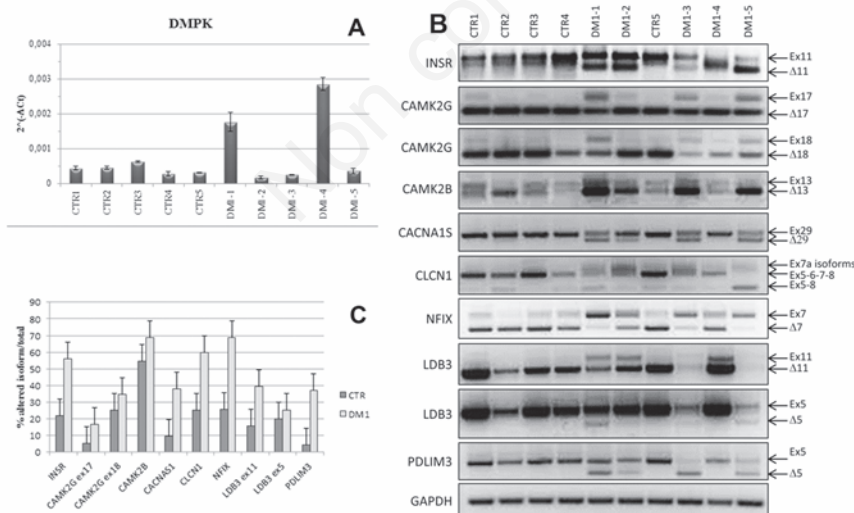 DMPK
A
2^(-ΔCt)
0,004
0,003
0,002
0,001
0
CTR1
CTR2
CTR3
CTR4
CTR5
DM1-1
DM1-2
DM1-3
DM1-4
DM1-5
B
CTR1
CTR2
CTR3
CTR4
DM1-1
DM1-2
CTR5
DM1-3
DM1-4
DM1-5
INSR
Ex11
Δ11
CAMK2G
Ex17
Δ17
CAMK2G
Ex18
Δ18
CAMK2B
Ex13
Δ13
CACNA1S
Ex29
Δ29
CLCN1
Ex7a isoforms
Ex5-6-7-8
Ex5-8
NFIX
Ex7
Δ7
LDB3
Ex11
Δ11
LDB3
Ex5
Δ5
PDLIM3
Ex5
Δ5
GAPDH
C
% altered isoform/total
90
80
70
60
50
40
30
20
10
0
INSR
CAMK2G ex17
CAMK2G ex18
CAMK2B
CACNAS1
CLCN1
NFIX
LDB3 ex11
LDB3 ex5
PDLIM3
CTR
DM1
Non com